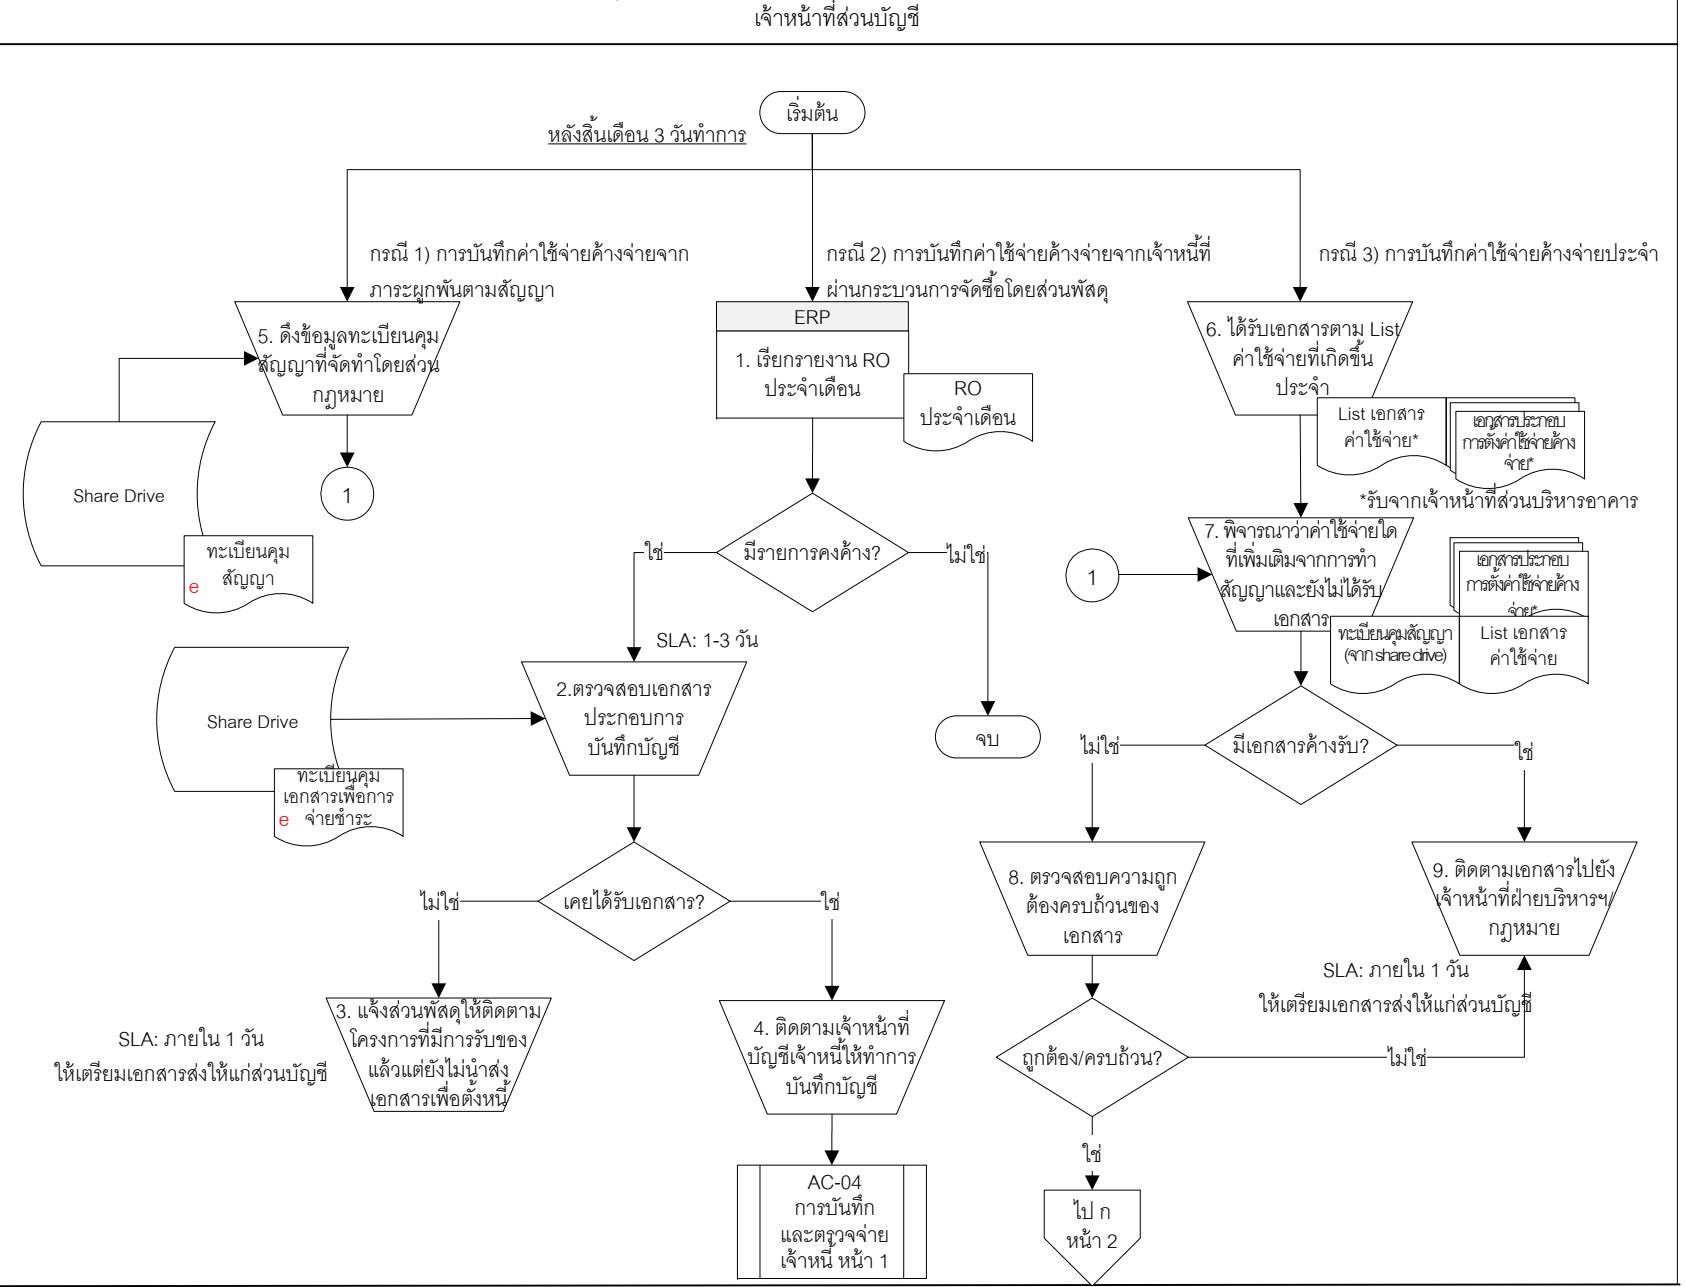 เจ้าหน้าที่ส่วนบัญชี
เริ่มต้น
หลังสิ้นเดือน 3 วันทำการ
กรณี 1) การบันทึกค่าใช้จ่ายค้างจ่ายจาก
ภาระผูกพันตามสัญญา
กรณี 2) การบันทึกค่าใช้จ่ายค้างจ่ายจากเจ้าหนี้ที่
ผ่านกระบวนการจัดซื้อโดยส่วนพัสดุ
กรณี 3) การบันทึกค่าใช้จ่ายค้างจ่ายประจำ
5. ดึงข้อมูลทะเบียนคุม
สัญญาที่จัดทำโดยส่วน
กฎหมาย
ERP
1. เรียกรายงาน RO
ประจำเดือน
RO
ประจำเดือน
6. ได้รับเอกสารตาม List
ค่าใช้จ่ายที่เกิดขึ้น
ประจำ
List เอกสาร
ค่าใช้จ่าย*
เอกสารประกอบ
การตั้งค่าใช้จ่ายค้าง
จ่าย*
*รับจากเจ้าหน้าที่ส่วนบริหารอาคาร
Share Drive
1
ทะเบียนคุม
สัญญา
e
มีรายการคงค้าง?
ใช่
ไม่ใช่
1
7. พิจารณาว่าค่าใช้จ่ายใด
ที่เพิ่มเติมจากการทำ
สัญญาและยังไม่ได้รับ
เอกสาร
เอกสารประกอบ
การตั้งค่าใช้จ่ายค้าง
จ่าย*
ทะเบียนคุมสัญญา
(จาก share drive)
List เอกสาร
ค่าใช้จ่าย
SLA: 1-3 วัน
2.ตรวจสอบเอกสาร
ประกอบการ
บันทึกบัญชี
Share Drive
ทะเบียนคุม
เอกสารเพื่อการ
จ่ายชำระ
e
จบ
มีเอกสารค้างรับ?
ไม่ใช่
ใช่
เคยได้รับเอกสาร?
ไม่ใช่
ใช่
8. ตรวจสอบความถูก
ต้องครบถ้วนของ
เอกสาร
9. ติดตามเอกสารไปยัง
เจ้าหน้าที่ฝ่ายบริหารฯ/
กฎหมาย
SLA: ภายใน 1 วัน
ให้เตรียมเอกสารส่งให้แก่ส่วนบัญชี
SLA: ภายใน 1 วัน
ให้เตรียมเอกสารส่งให้แก่ส่วนบัญชี
3. แจ้งส่วนพัสดุให้ติดตาม
โครงการที่มีการรับของ
แล้วแต่ยังไม่นำส่ง
เอกสารเพื่อตั้งหนี้
4. ติดตามเจ้าหน้าที่
บัญชีเจ้าหนี้ให้ทำการ
บันทึกบัญชี
ถูกต้อง/ครบถ้วน?
ไม่ใช่
ใช่
AC-04
การบันทึก
และตรวจจ่าย
เจ้าหนี้ หน้า 1
ไป ก
หน้า 2